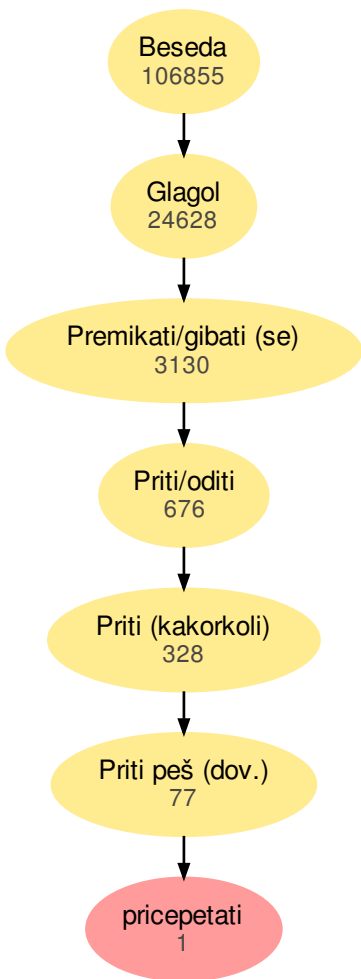 Beseda
106855
Glagol
24628
Premikati/gibati (se)
3130
Priti/oditi
676
Priti (kakorkoli)
328
Priti peš (dov.)
77
pricepetati
1